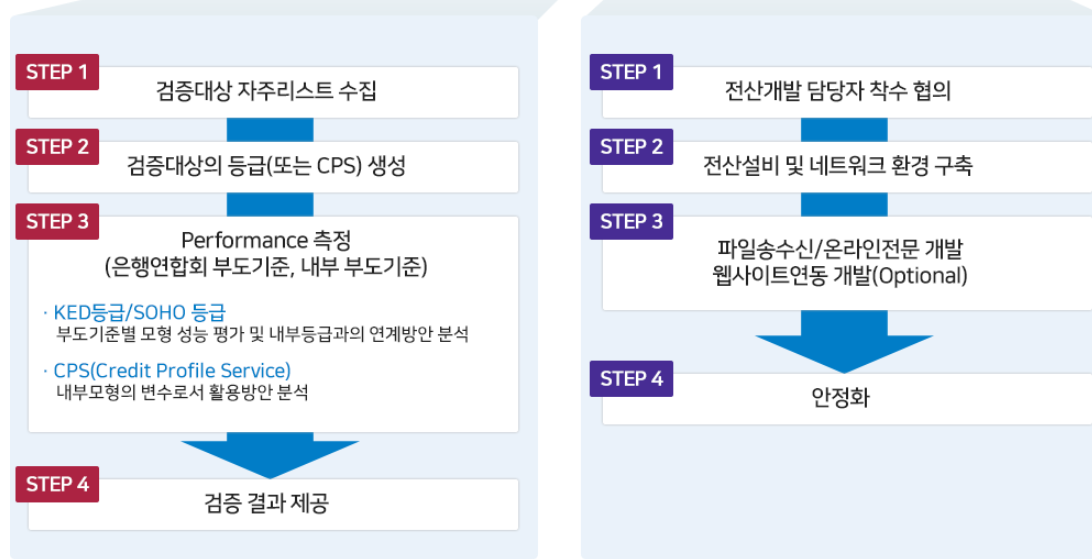 STEP 1
검증대상 자주리스트 수집
STEP 2
검증대상의 등급(또는 CPS) 생성
STEP 3
Performance 측정
(은행연합회 부도기준, 내부 부도기준)
· KED등급/SOHO 등급
부도기준별 모형 성능 평가 및 내부등급과의 연계방안 분석
· CPS(Credit Profile Service)
내부모형의 변수로서 활용방안 분석
STEP 4
검증 결과 제공
STEP 1
전산개발 담당자 착수 협의
STEP 2
전산설비 및 네트워크 환경 구축
STEP 3
파일송수신/온라인전문 개발
웹사이트연동 개발(Optional)
STEP 4
안정화